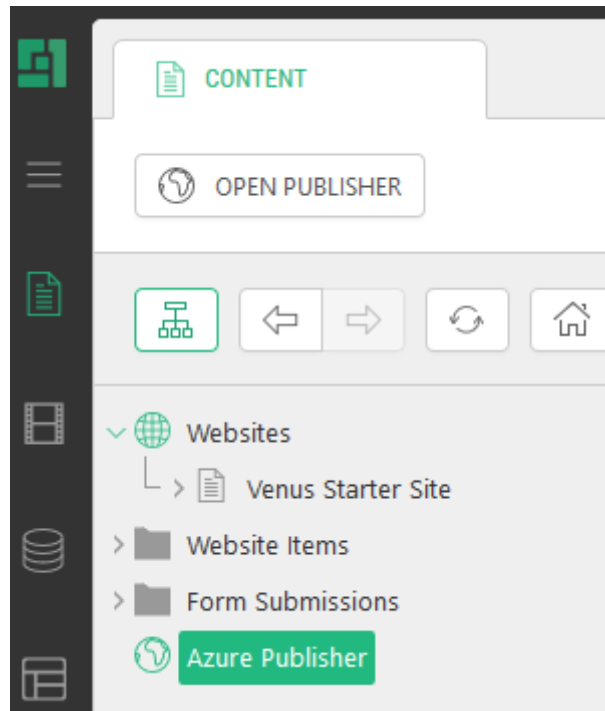 CONTENT
OPEN PUBLISHER
Websites
Venus Starter Site
Website Items
Form Submissions
Azure Publisher